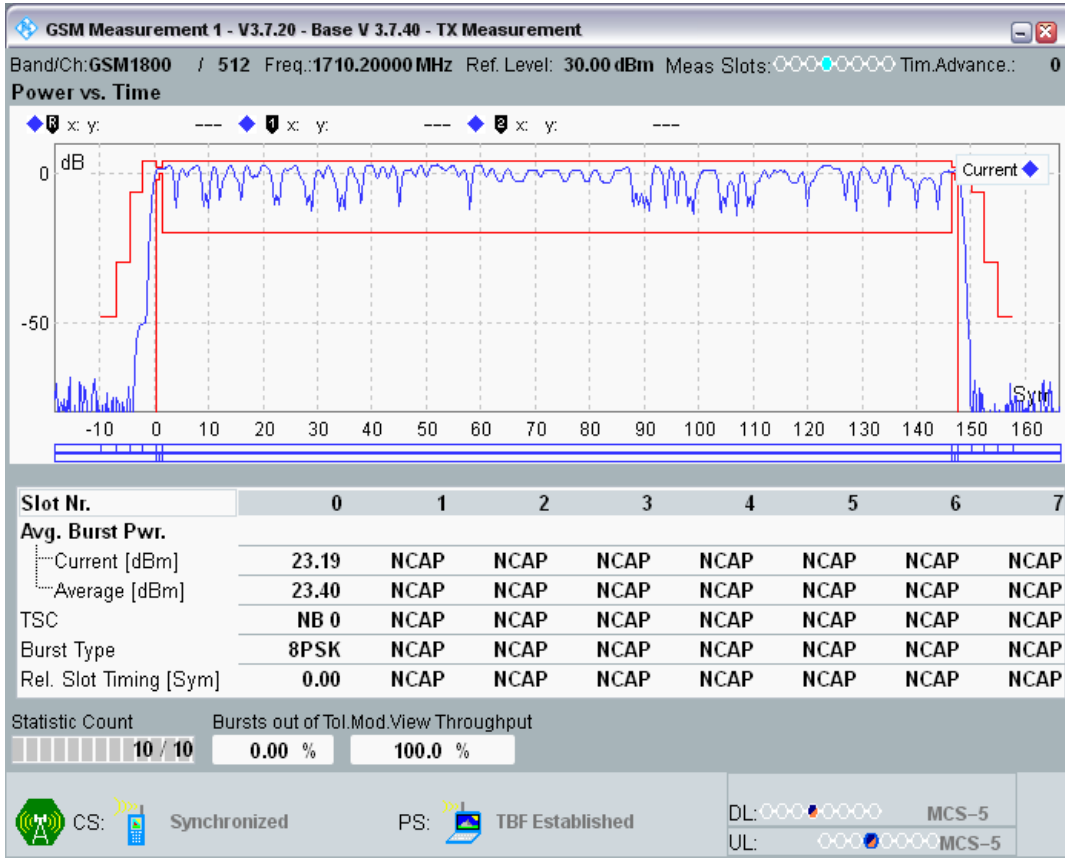 GSM Measurement 1 - V3.7.20 - Base V 3.7.40 - TX Measurement
Band/Ch:GSM1800 / 512 Freq.:1710.20000 MHz Ref. Level: 30.00 dBm Meas Slots: Tim.Advance.: 0
Power vs. Time
R x: y: --- 1 x: y: --- 2 x: y: ---
dB
Current
0
-50
Sym
-10 0 10 20 30 40 50 60 70 80 90 100 110 120 130 140 150 160
Slot Nr. 0 1 2 3 4 5 6 7
Avg. Burst Pwr.
Current [dBm] 23.19 NCAP NCAP NCAP NCAP NCAP NCAP NCAP
Average [dBm] 23.40 NCAP NCAP NCAP NCAP NCAP NCAP NCAP
TSC NB 0 NCAP NCAP NCAP NCAP NCAP NCAP NCAP
Burst Type 8PSK NCAP NCAP NCAP NCAP NCAP NCAP NCAP
Rel. Slot Timing [Sym] 0.00 NCAP NCAP NCAP NCAP NCAP NCAP NCAP
Statistic Count Bursts out of Tol.Mod.View Throughput
10 / 10 0.00 % 100.0 %
CS: Synchronized PS: TBF Established
DL: MCS-5
UL: MCS-5